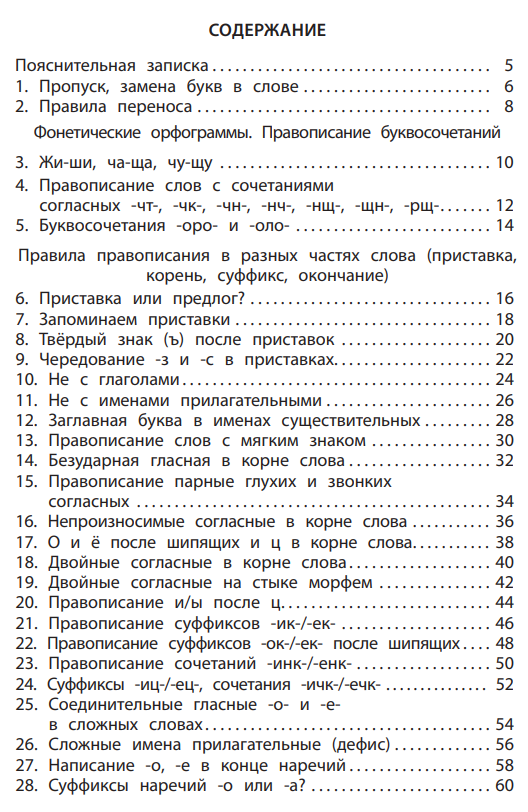 СОДЕРЖАНИЕ
Пояснительная записка.............................. 5
1. Пропуск, замена букв в слове ..................... 6
2. Правила переноса ................................ 8
Фонетические орфограммы. Правописание буквосочетаний
3. Жи-ши, ча-ща, чу-щу ............................ 10
4. Правописание слов с сочетаниями
согласных -чт-, -чк-, -чн-, -нч-, -нщ-, -щн-, -рщ-....... 12
5. Буквосочетания -оро- и -оло- ..................... 14
Правила правописания в разных частях слова (приставка,
корень, суффикс, окончание)
6. Приставка или предлог? ......................... 16
7. Запоминаем приставки ........................... 18
8. Твёрдый знак (ъ) после приставок ................ 20
9. Чередование -з и -с в приставках................. 22
10. Не с глаголами.................................. 24
11. Не с именами прилагательными ................. 26
12. Заглавная буква в именах существительных ....... 28
13. Правописание слов с мягким знаком ............. 30
14. Безударная гласная в корне слова ............... 32
15. Правописание парные глухих и звонких
согласных ....................................... 34
16. Непроизносимые согласные в корне слова ........ 36
17. О и ё после шипящих и ц в корне слова.......... 38
18. Двойные согласные в корне слова ............... 40
19. Двойные согласные на стыке морфем ............ 42
20. Правописание и/ы после ц....................... 44
21. Правописание суффиксов -ик-/-ек- ............... 46
22. Правописание суффиксов -ок-/-ек- после шипящих .... 48
23. Правописание сочетаний -инк-/-енк- ............. 50
24. Суффиксы -иц-/-ец-, сочетания -ичк-/-ечк- ........... 52
25. Соединительные гласные -о- и -е-
в сложных словах................................ 54
26. Сложные имена прилагательные (дефис) .......... 56
27. Написание -о, -е в конце наречий ............... 58
28. Суффиксы наречий -о или -а? .................... 60